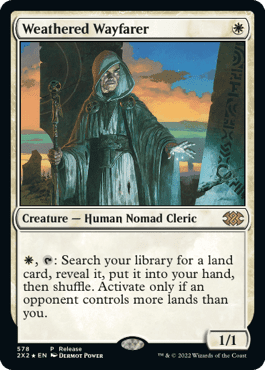 Weathered Wayfarer
Creature — Human Nomad Cleric
, : Search your library for a land
card, reveal it, put it into your hand,
then shuffle. Activate only if an
opponent controls more lands than
you.
1/1
578 P Release
2X2 ★ EN DERMOT POWER
™ & © 2022 Wizards of the Coast